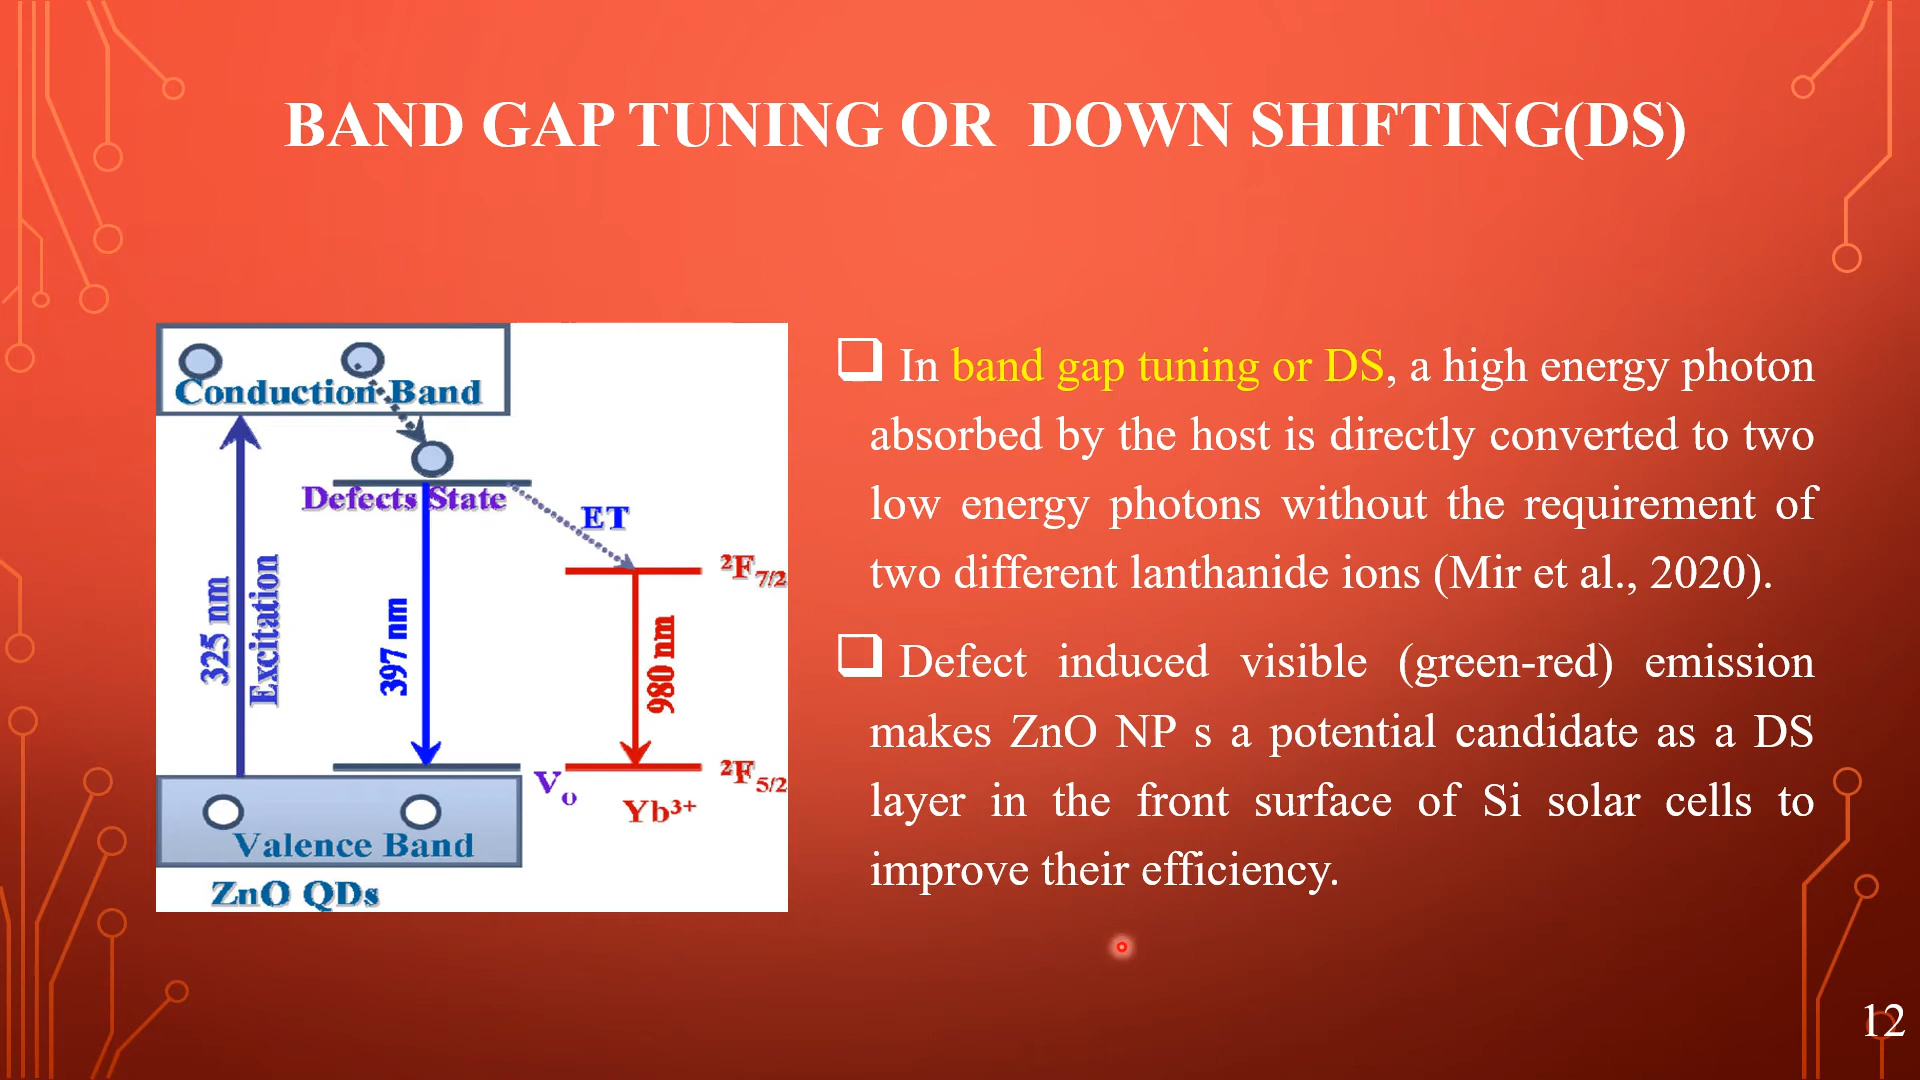 BAND GAP TUNING OR DOWN SHIFTING(DS)
Conduction Band
Defects State
ET
²F7/2
325 nm
Excitation
397 nm
980 nm
Vo
²F5/2
Yb³⁺
Valence Band
ZnO QDs
In band gap tuning or DS, a high energy photon
absorbed by the host is directly converted to two
low energy photons without the requirement of
two different lanthanide ions (Mir et al., 2020).
Defect induced visible (green-red) emission
makes ZnO NP s a potential candidate as a DS
layer in the front surface of Si solar cells to
improve their efficiency.
12